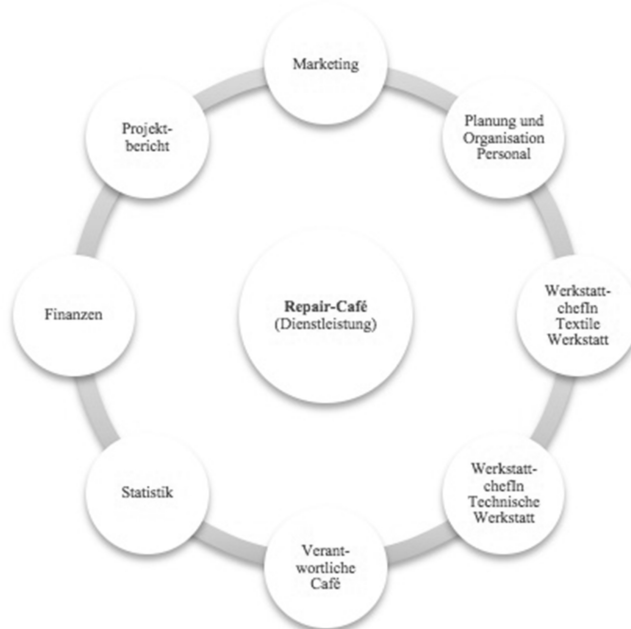 Marketing
Planung und
Organisation
Personal
Werkstatt-
chefIn
Textile
Werkstatt
Werkstatt-
chefIn
Technische
Werkstatt
Verant-
wortliche
Café
Statistik
Finanzen
Projekt-
bericht
Repair-Café
(Dienstleistung)